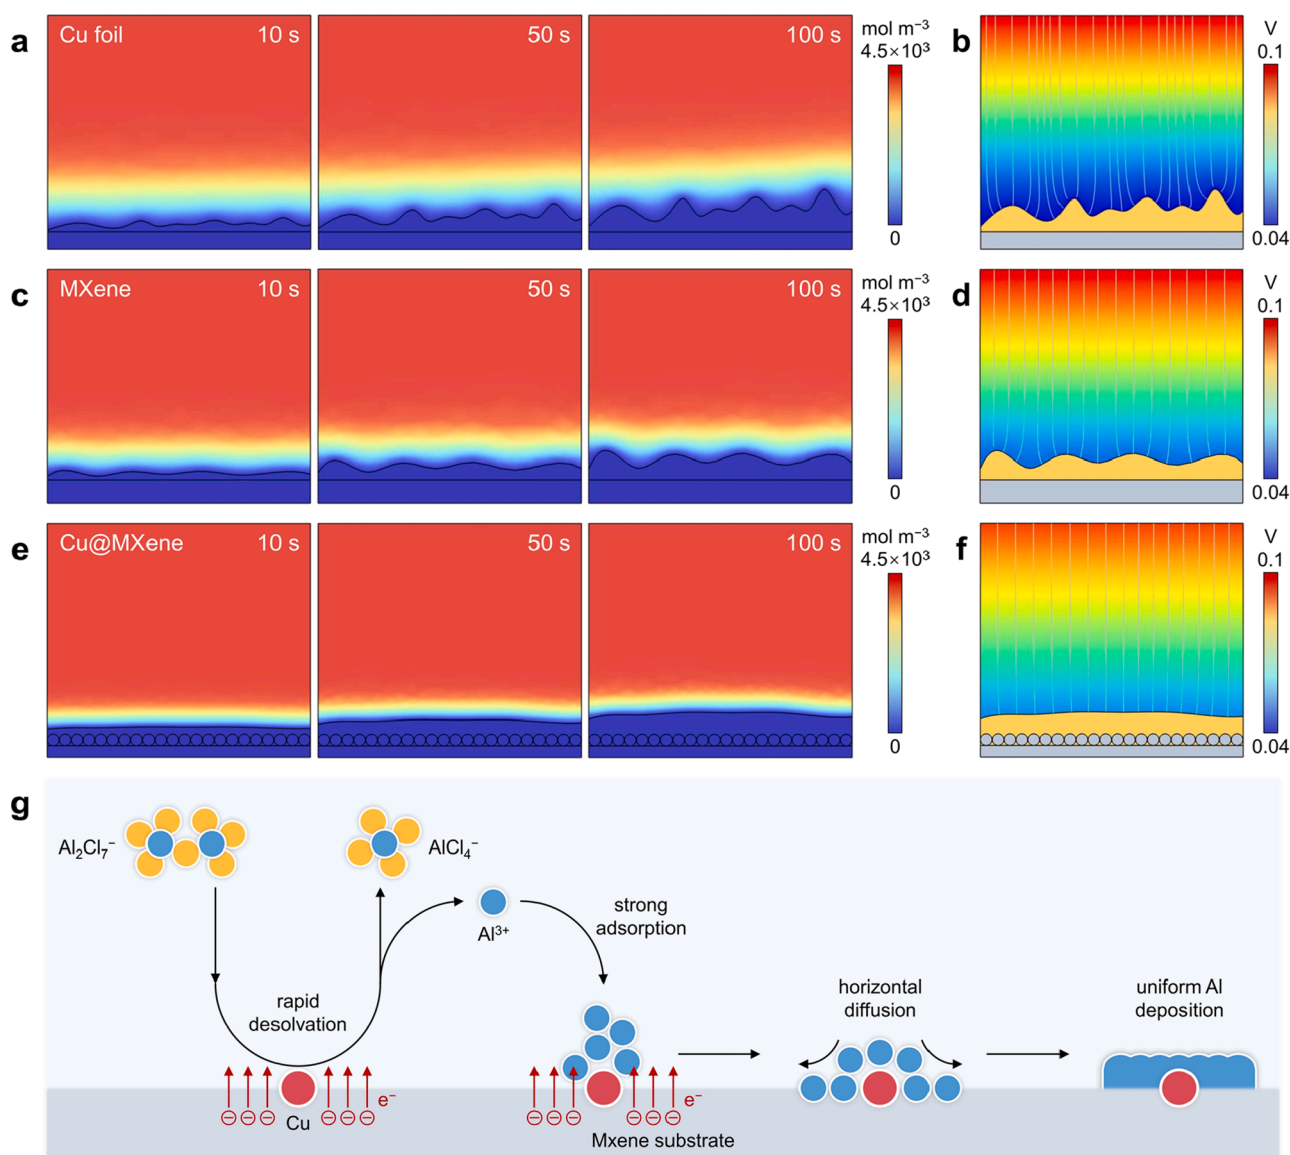 a
Cu foil
10 s
50 s
100 s
mol m⁻³
4.5×10³
0
b
V
0.1
0.04
c
MXene
10 s
50 s
100 s
mol m⁻³
4.5×10³
0
d
V
0.1
0.04
e
Cu@MXene
10 s
50 s
100 s
mol m⁻³
4.5×10³
0
f
V
0.1
0.04
g
Al₂Cl₇⁻
AlCl₄⁻
Al³⁺
strong
adsorption
rapid
desolvation
horizontal
diffusion
uniform Al
deposition
e⁻
Cu
e⁻
Mxene substrate